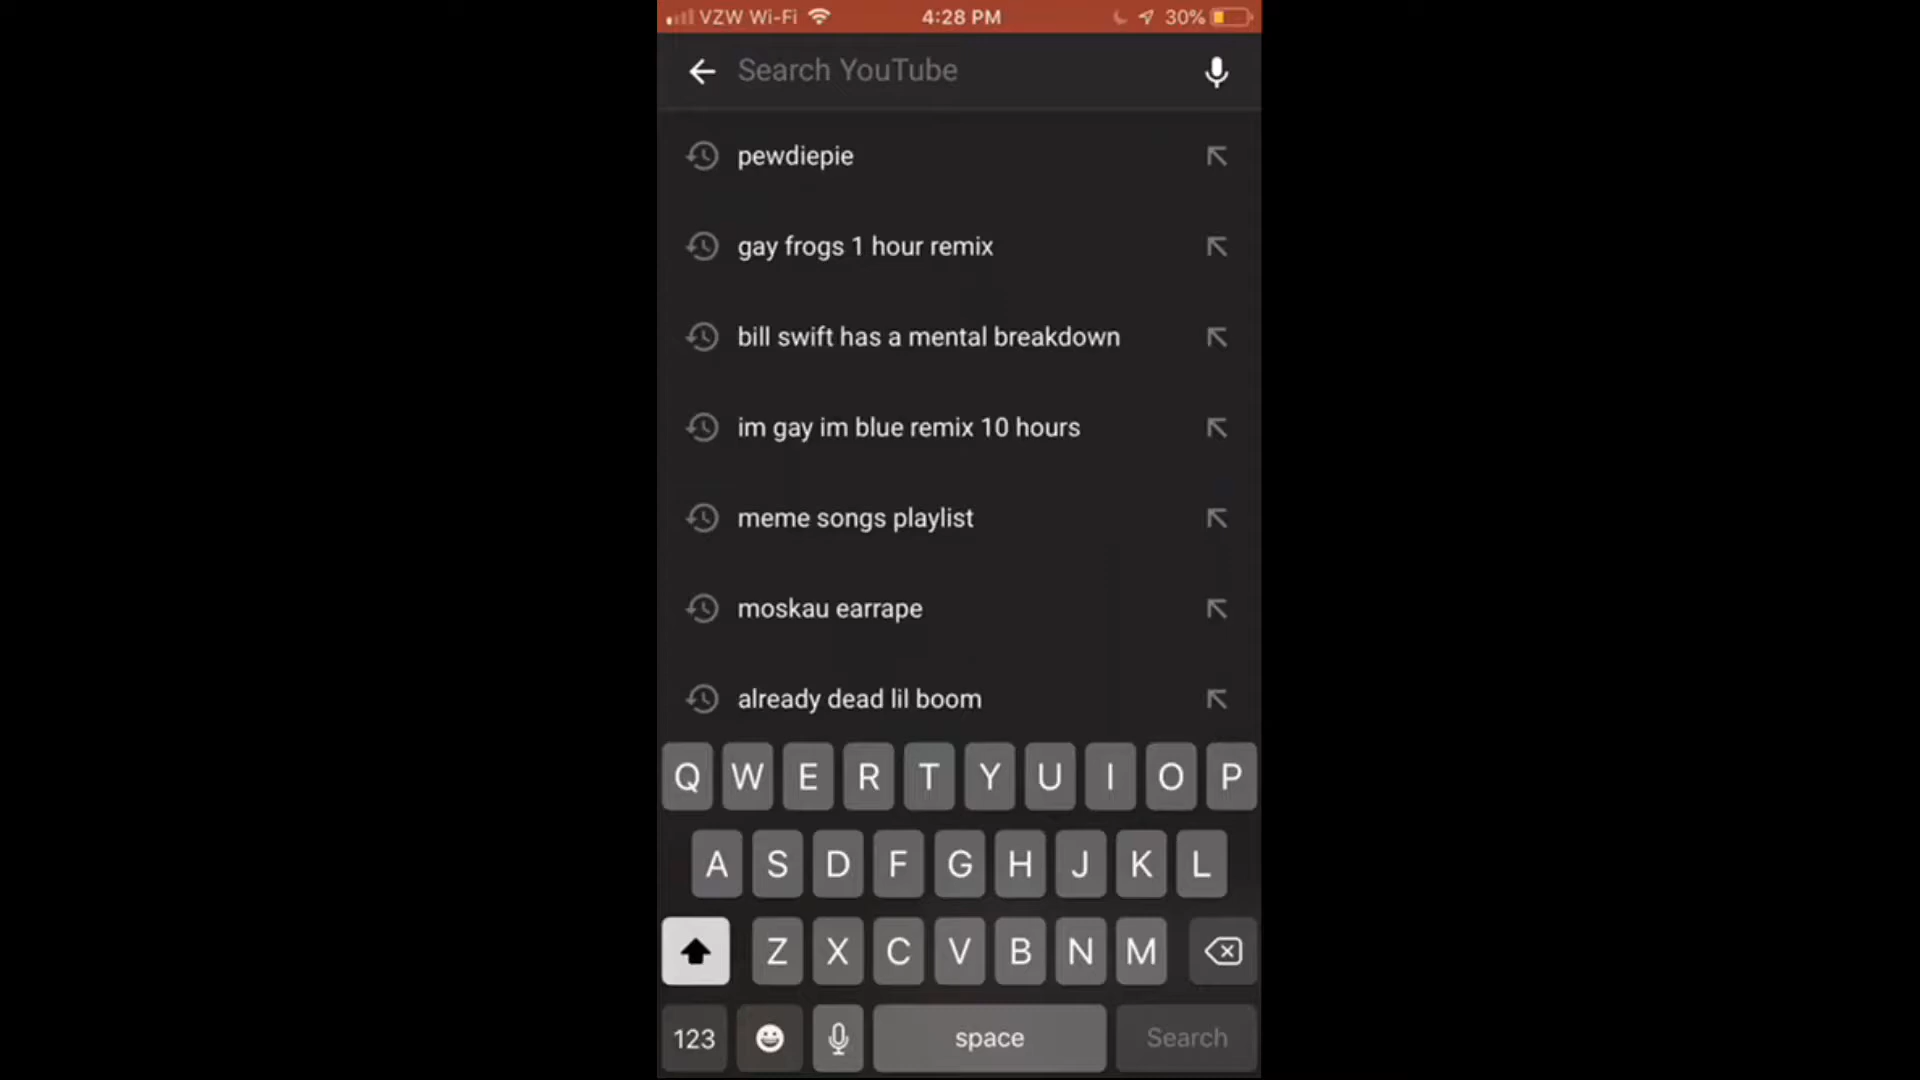 VZW Wi-Fi 4:28 PM 30%
Search YouTube
pewdiepie
gay frogs 1 hour remix
bill swift has a mental breakdown
im gay im blue remix 10 hours
meme songs playlist
moskau earrape
already dead lil boom
Q W E R T Y U I O P
A S D F G H J K L
Z X C V B N M
123 space Search